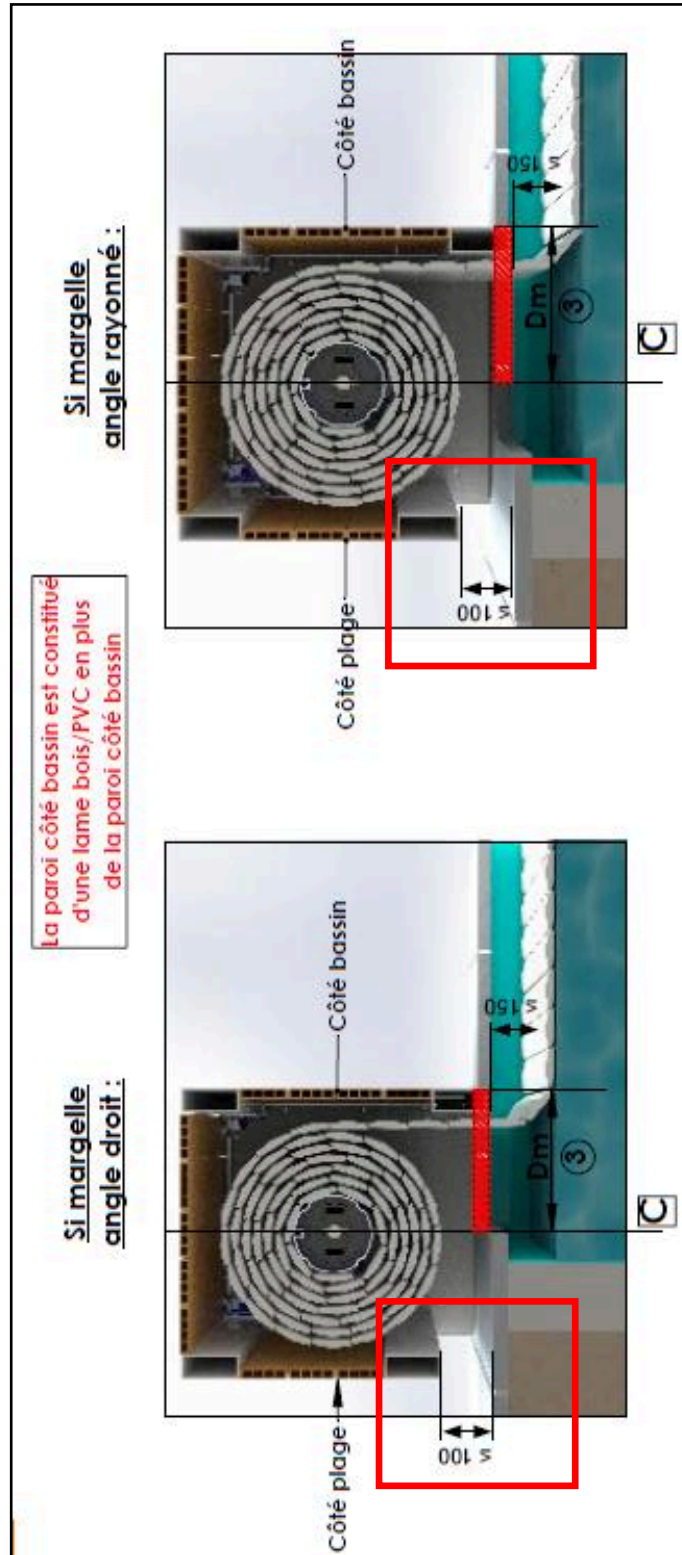 La paroi côté bassin est constitué
d'une lame bois/PVC en plus
de la paroi côté bassin
Si margelle
angle droit :
Côté plage
Côté bassin
≤ 100
≤ 150
Dm
3
C
Si margelle
angle rayonné :
Côté plage
Côté bassin
≤ 100
≤ 150
Dm
3
C